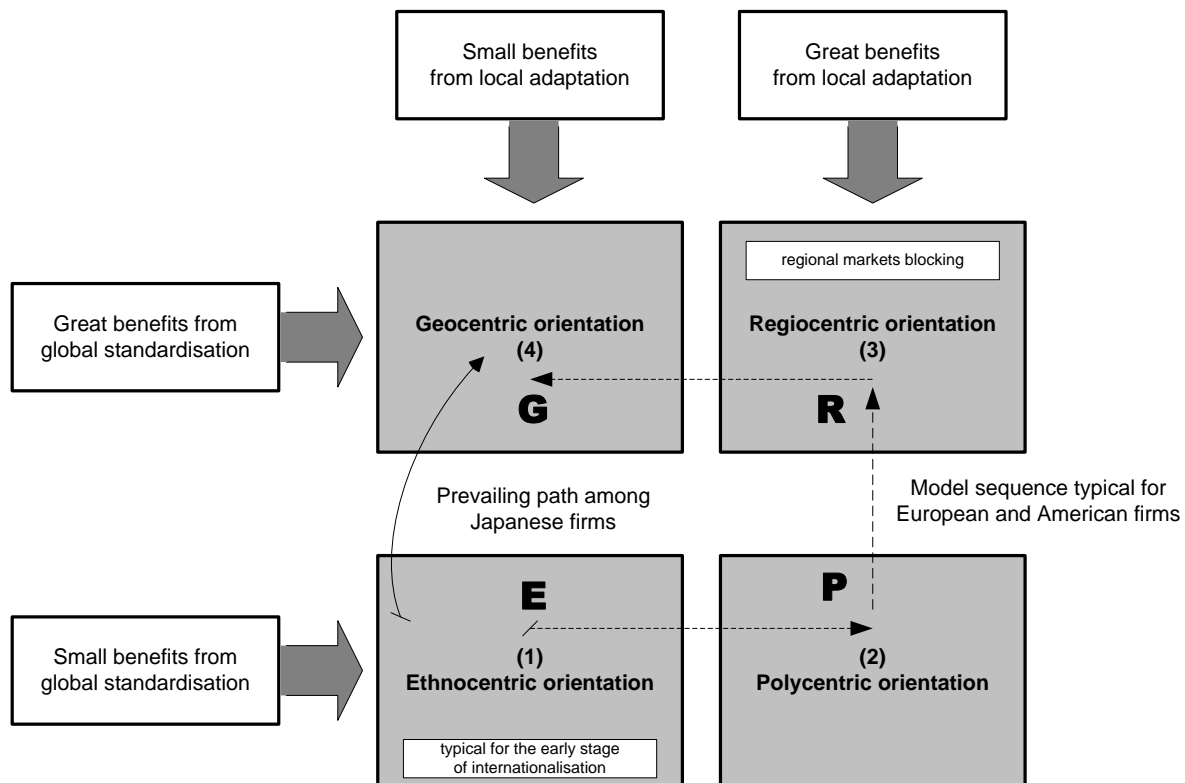 Small benefits
from local adaptation
Great benefits
from local adaptation
Great benefits from
global standardisation
Geocentric orientation
(4)
G
regional markets blocking
Regiocentric orientation
(3)
R
Prevailing path among
Japanese firms
Model sequence typical for
European and American firms
Small benefits from
global standardisation
E
(1)
Ethnocentric orientation
typical for the early stage
of internationalisation
P
(2)
Polycentric orientation